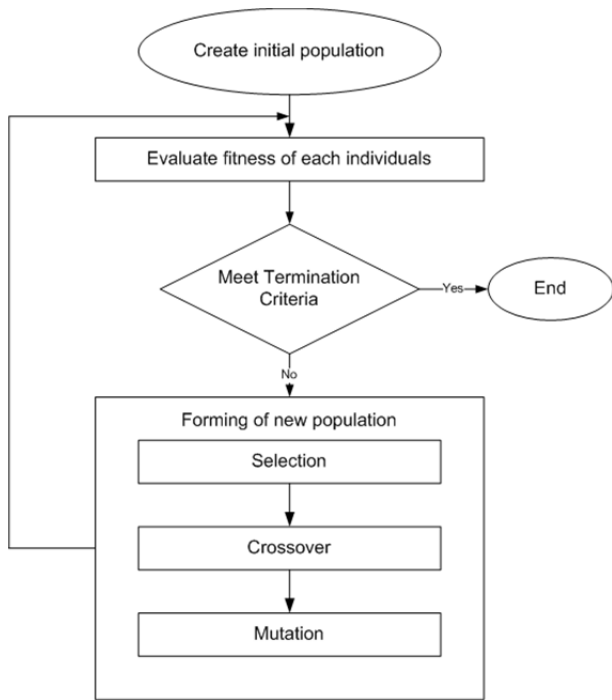 Create initial population
Evaluate fitness of each individuals
Meet Termination
Criteria
Yes
End
No
Forming of new population
Selection
Crossover
Mutation